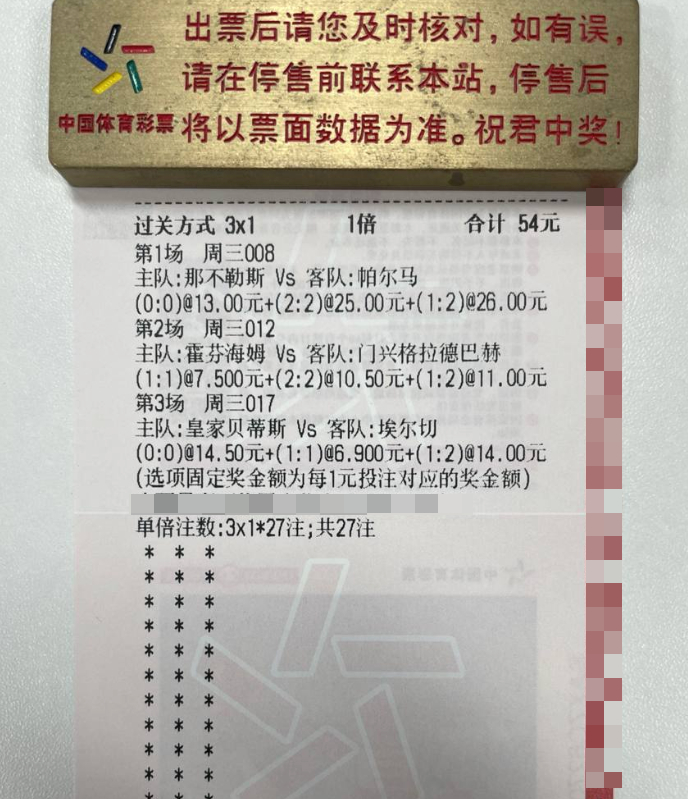 出票后请您及时核对，如有误，
请在停售前联系本站，停售后
中国体育彩票 将以票面数据为准。祝君中奖！
过关方式 3x1 1倍 合计 54元
第1场 周三008
主队:那不勒斯 Vs 客队:帕尔马
(0:0)@13.00元+(2:2)@25.00元+(1:2)@26.00元
第2场 周三012
主队:霍芬海姆 Vs 客队:门兴格拉德巴赫
(1:1)@7.500元+(2:2)@10.50元+(1:2)@11.00元
第3场 周三017
主队:皇家贝蒂斯 Vs 客队:埃尔切
(0:0)@14.50元+(1:1)@6.900元+(1:2)@14.00元
(选项固定奖金额为每1元投注对应的奖金额)
单倍注数:3x1*27注;共27注
* * *
* * *
* * *
* * *
* * *
* * *
* * *
* * *
* * *
* * *
* * *